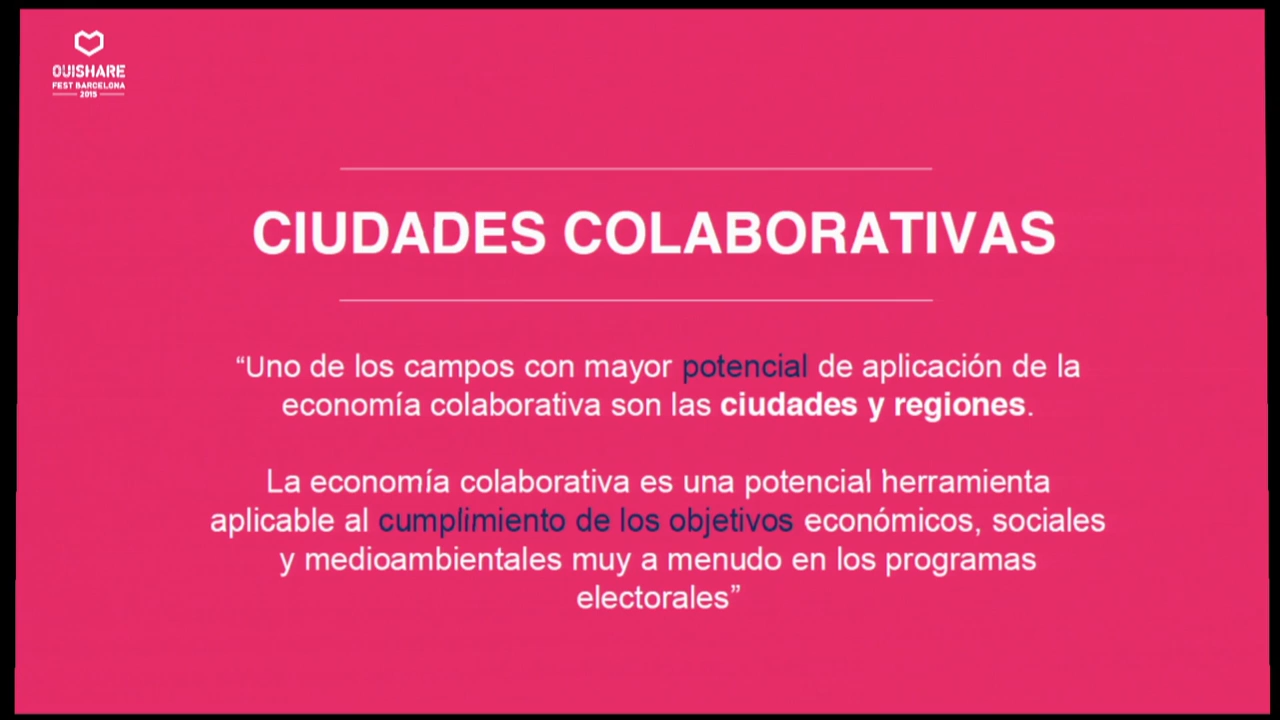 OUISHARE
FEST BARCELONA
2015
CIUDADES COLABORATIVAS
“Uno de los campos con mayor potencial de aplicación de la
economía colaborativa son las ciudades y regiones.
La economía colaborativa es una potencial herramienta
aplicable al cumplimiento de los objetivos económicos, sociales
y medioambientales muy a menudo en los programas
electorales”